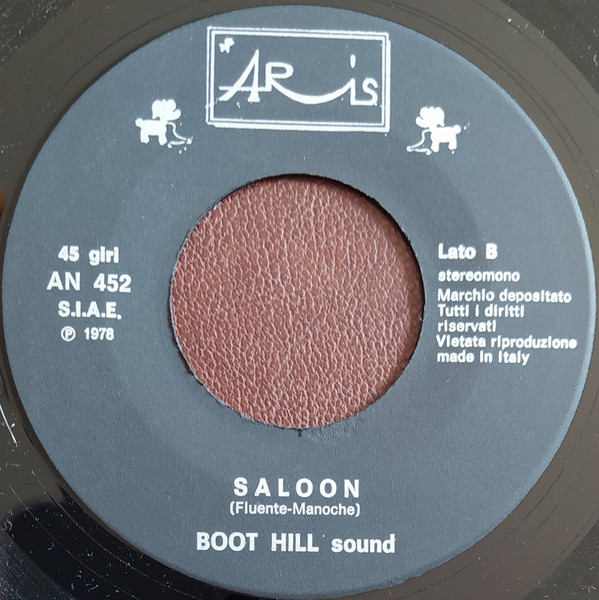 ARiS
45 giri
AN 452
S.I.A.E.
℗ 1978
Lato B
stereomono
Marchio depositato
Tutti i diritti
riservati
Vietata riproduzione
made in Italy
SALOON
(Fluente-Manoche)
BOOT HILL sound